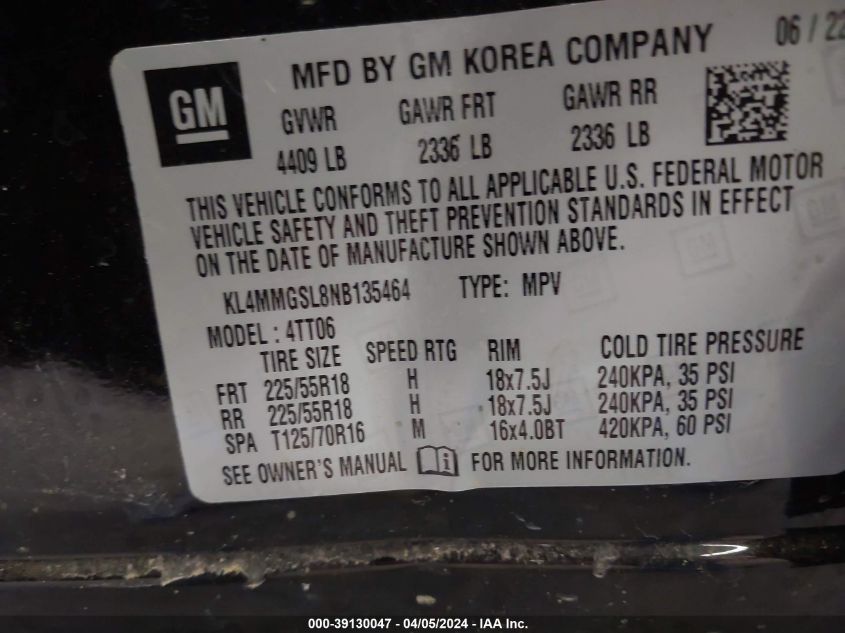 GM
MFD BY GM KOREA COMPANY 06 / 22
GVWR GAWR FRT GAWR RR
4409 LB 2336 LB 2336 LB
THIS VEHICLE CONFORMS TO ALL APPLICABLE U.S. FEDERAL MOTOR
VEHICLE SAFETY AND THEFT PREVENTION STANDARDS IN EFFECT
ON THE DATE OF MANUFACTURE SHOWN ABOVE.
KL4MMGSL8NB135464 TYPE: MPV
MODEL : 4TT06
TIRE SIZE SPEED RTG RIM COLD TIRE PRESSURE
FRT 225/55R18 H 18x7.5J 240KPA, 35 PSI
RR 225/55R18 H 18x7.5J 240KPA, 35 PSI
SPA T125/70R16 M 16x4.0BT 420KPA, 60 PSI
SEE OWNER'S MANUAL FOR MORE INFORMATION.
000-39130047 - 04/05/2024 - IAA Inc.